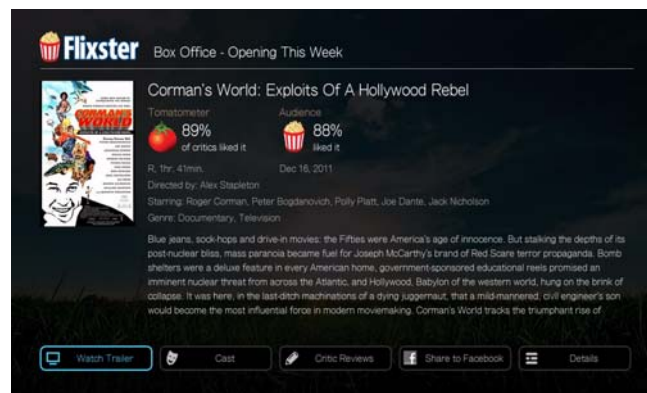 Flixster Box Office - Opening This Week
Corman's World: Exploits Of A Hollywood Rebel
Tomatometer Audience
89% 88%
of critics liked it liked it
R, 1hr. 41min. Dec 16, 2011
Directed by: Alex Stapleton
Starring: Roger Corman, Peter Bogdanovich, Polly Platt, Joe Dante, Jack Nicholson
Genre: Documentary, Television
Blue jeans, sock-hops and drive-in movies: the Fifties were America's age of innocence. But stalking the depths of its
post-nuclear bliss, mass paranoia became fuel for Joseph McCarthy's brand of Red Scare terror propaganda. Bomb
shelters were a deluxe feature in every American home, government-sponsored educational reels promised an
imminent nuclear threat from across the Atlantic, and Hollywood, Babylon of the western world, hung on the brink of
collapse. It was here, in the last-ditch machinations of a dying juggernaut, that a mild-mannered, civil engineer's son
would become the most influential force in modern moviemaking. Corman's World tracks the triumphant rise of
CORMAN'S
WORLD
Watch Trailer Cast Critic Reviews Share to Facebook Details